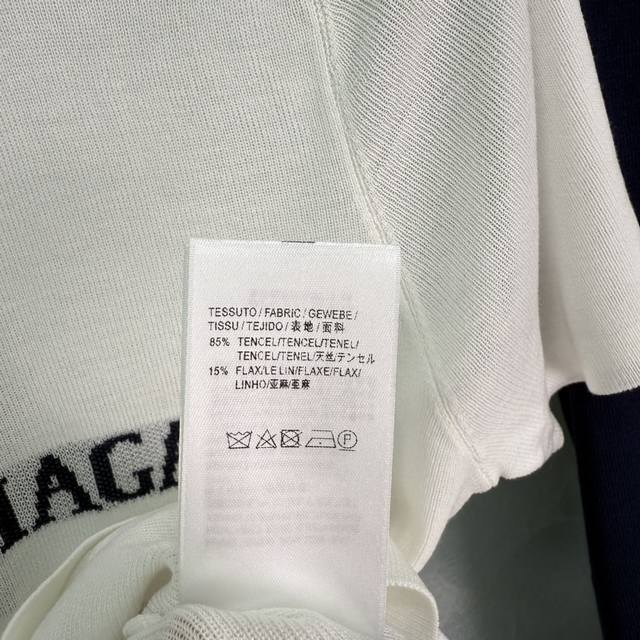 TESSUTO / FABRIC / GEWEBE /
TISSU / TEJIDO / 表地 / 面料
85% TENCEL/TENCEL/TENEL/
TENCEL/TENEL/天丝/テンセル
15% FLAX/LE LIN/FLAXE/FLAX/
LINHO/亚麻/亜麻
P
IAGA